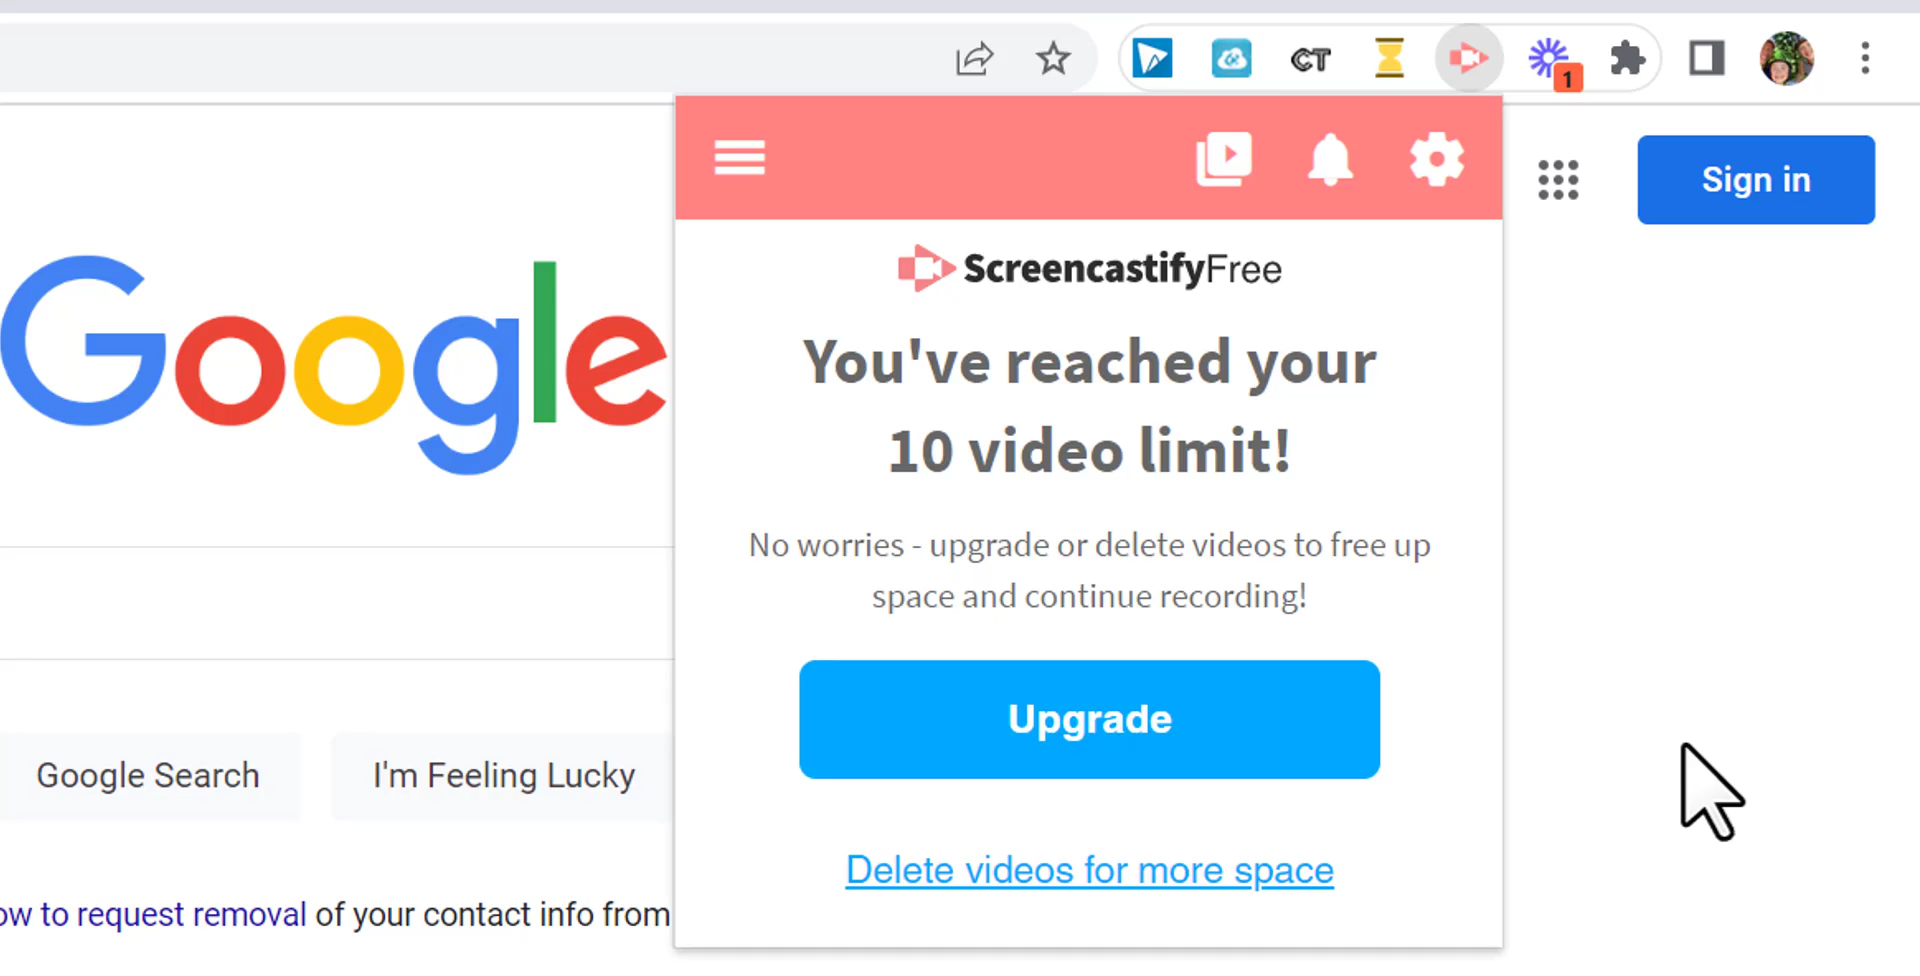 CT
1
Sign in
Google
ScreencastifyFree
You've reached your
10 video limit!
No worries - upgrade or delete videos to free up
space and continue recording!
Upgrade
Google Search
I'm Feeling Lucky
Delete videos for more space
to request removal of your contact info from